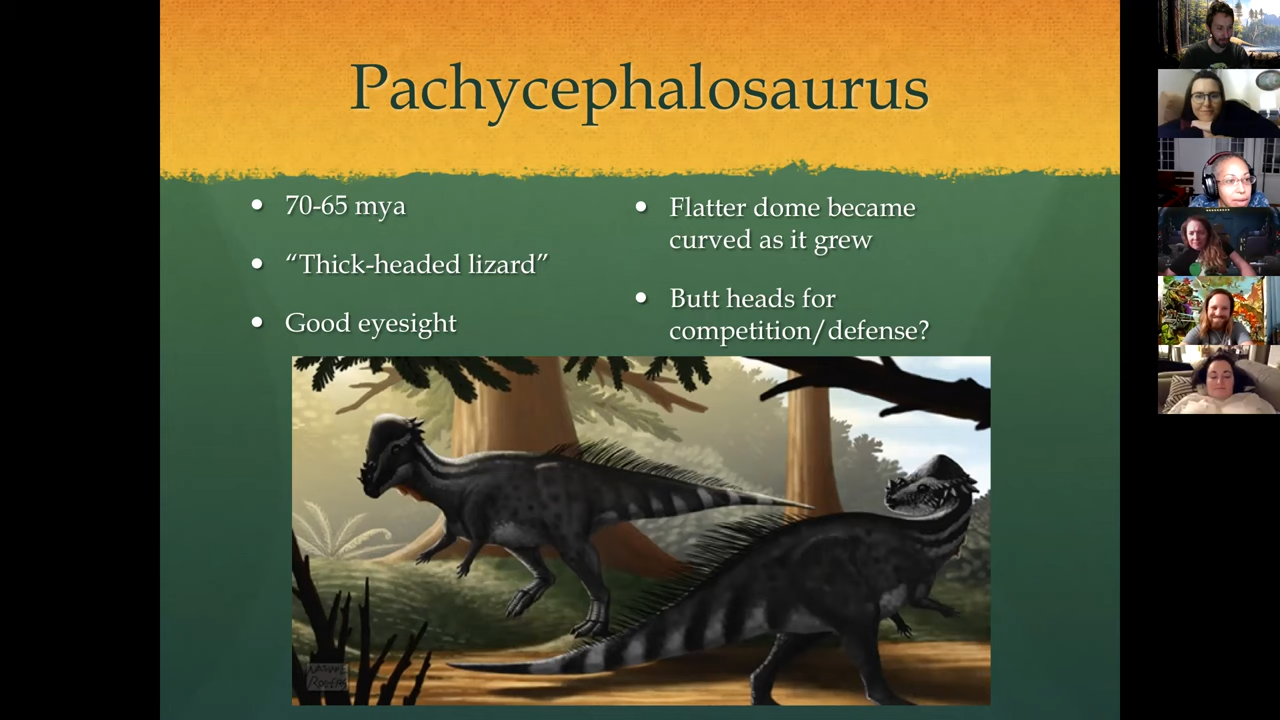 Pachycephalosaurus
70-65 mya
“Thick-headed lizard”
Good eyesight
Flatter dome became
curved as it grew
Butt heads for
competition/defense?
Rogers